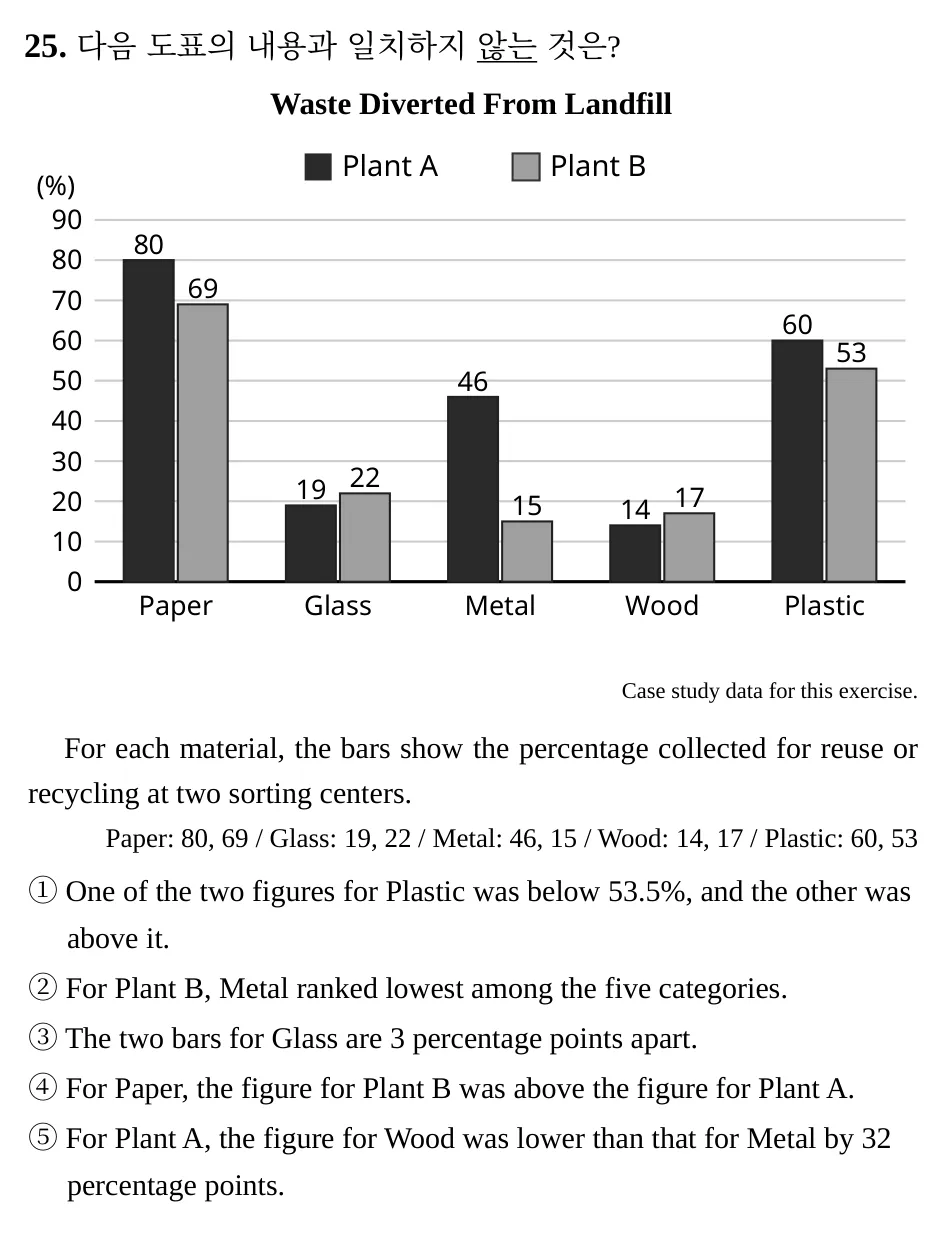 25. 다음 도표의 내용과 일치하지 않는 것은?
Waste Diverted From Landfill
Plant A Plant B
(%)
90
80
70
60
50
40
30
20
10
0
80 69
19 22
46 15
14 17
60 53
Paper Glass Metal Wood Plastic
Case study data for this exercise.
For each material, the bars show the percentage collected for reuse or
recycling at two sorting centers.
Paper: 80, 69 / Glass: 19, 22 / Metal: 46, 15 / Wood: 14, 17 / Plastic: 60, 53
① One of the two figures for Plastic was below 53.5%, and the other was
above it.
② For Plant B, Metal ranked lowest among the five categories.
③ The two bars for Glass are 3 percentage points apart.
④ For Paper, the figure for Plant B was above the figure for Plant A.
⑤ For Plant A, the figure for Wood was lower than that for Metal by 32
percentage points.